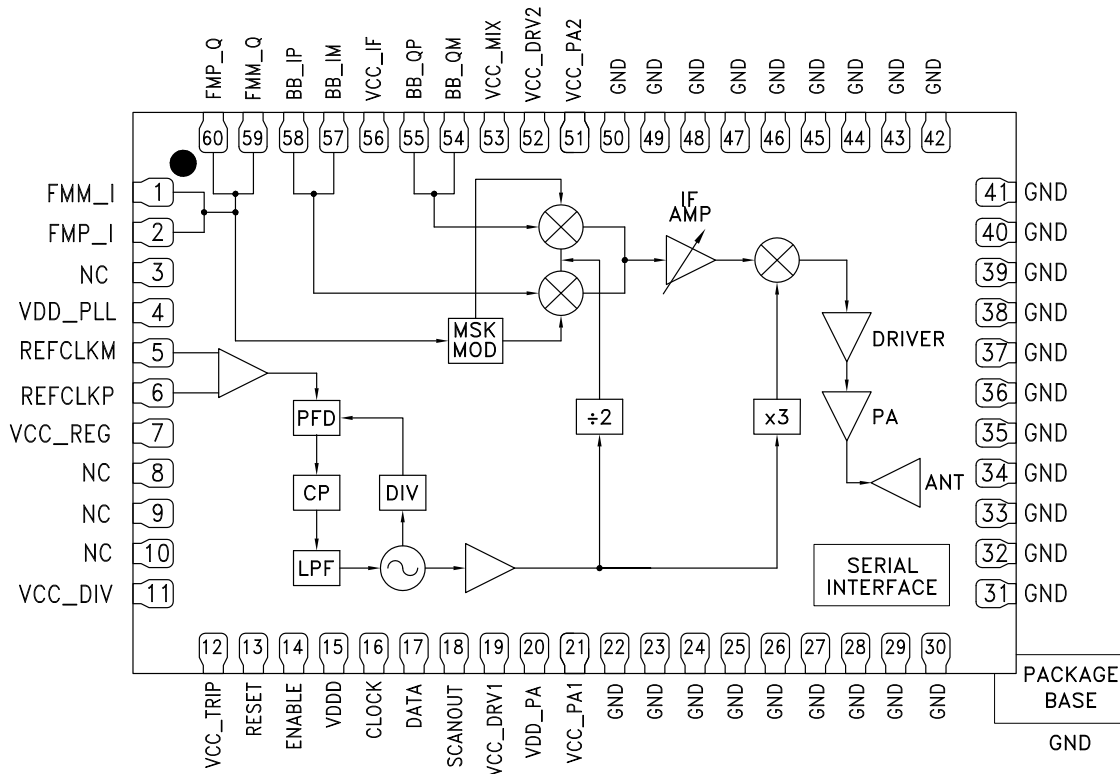 FMP_Q
FMM_Q
BB_IP
BB_IM
VCC_IF
BB_QP
BB_QM
VCC_MIX
VCC_DRV2
VCC_PA2
GND
GND
GND
GND
GND
GND
GND
GND
GND
60
59
58
57
56
55
54
53
52
51
50
49
48
47
46
45
44
43
42
FMM_I 1
FMP_I 2
NC 3
VDD_PLL 4
REFCLKM 5
REFCLKP 6
VCC_REG 7
NC 8
NC 9
NC 10
VCC_DIV 11
IF
AMP
MSK
MOD
DRIVER
PFD
÷2
x3
PA
CP
DIV
ANT
LPF
SERIAL
INTERFACE
41 GND
40 GND
39 GND
38 GND
37 GND
36 GND
35 GND
34 GND
33 GND
32 GND
31 GND
12
13
14
15
16
17
18
19
20
21
22
23
24
25
26
27
28
29
30
VCC_TRIP
RESET
ENABLE
VDDD
CLOCK
DATA
SCANOUT
VCC_DRV1
VDD_PA
VCC_PA1
GND
GND
GND
GND
GND
GND
GND
GND
GND
PACKAGE
BASE
GND